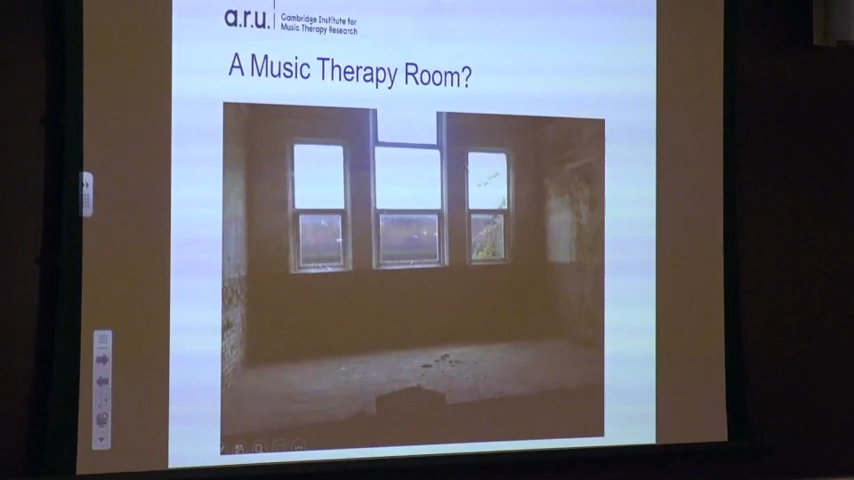 a.r.u.
Cambridge Institute for
Music Therapy Research
A Music Therapy Room?